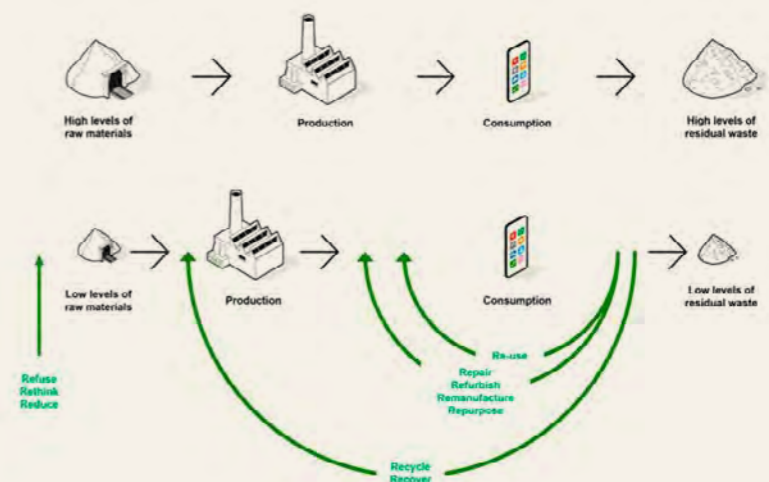 High levels of
raw materials
Production
Consumption
High levels of
residual waste
Low levels of
raw materials
Production
Consumption
Low levels of
residual waste
Refuse
Rethink
Reduce
Re-use
Repair
Refurbish
Remanufacture
Repurpose
Recycle
Recover